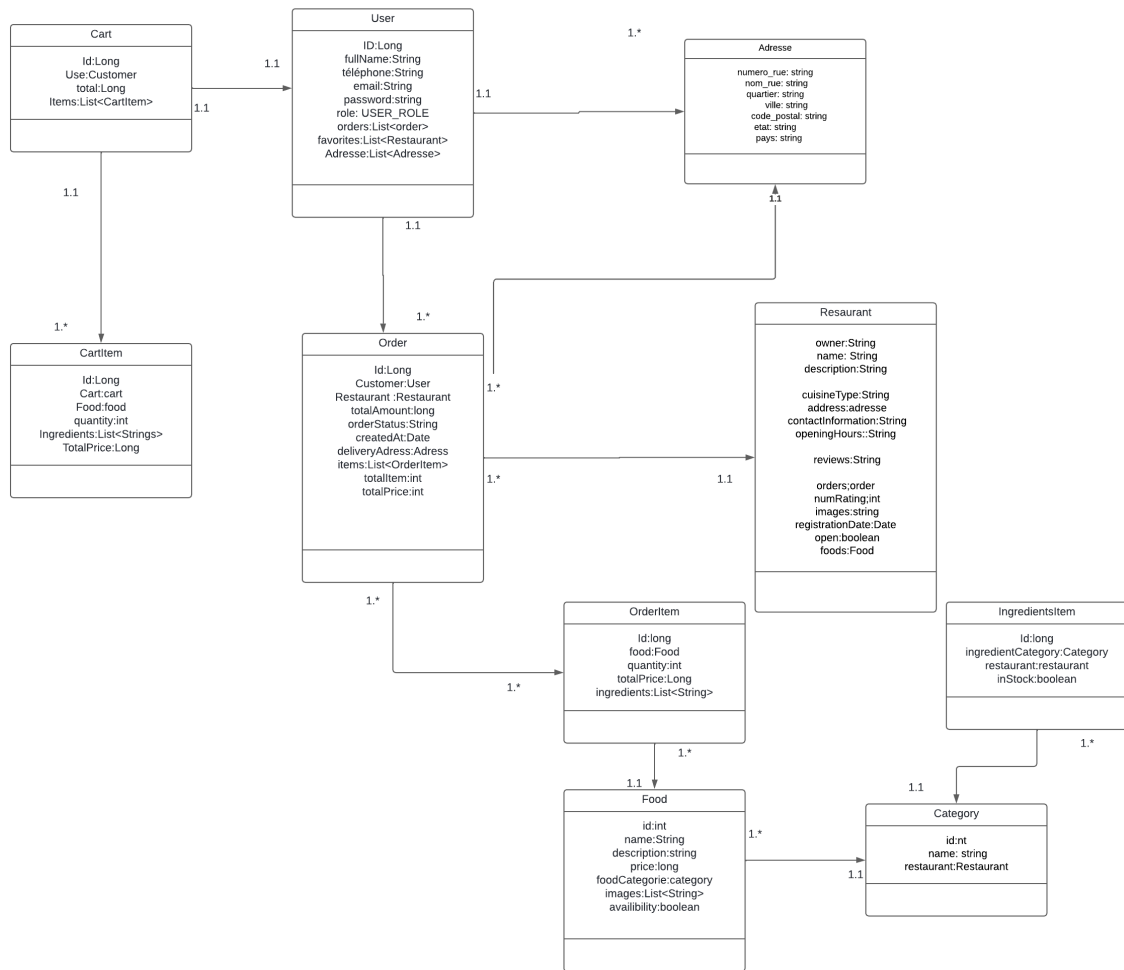 Cart
Id:Long
Use:Customer
total:Long
Items:List<CartItem>
1.1
1.1
User
ID:Long
fullName:String
téléphone:String
email:String
password:string
role: USER_ROLE
orders:List<order>
favorites:List<Restaurant>
Adresse:List<Adresse>
1.1
1.*
Adresse
numero_rue: string
nom_rue: string
quartier: string
ville: string
code_postal: string
etat: string
pays: string
1.1
1.1
1.*
1.1
1.*
CartItem
Id:Long
Cart:cart
Food:food
quantity:int
Ingredients:List<Strings>
TotalPrice:Long
Order
Id:Long
Customer:User
Restaurant :Restaurant
totalAmount:long
orderStatus:String
createdAt:Date
deliveryAdress:Adress
items:List<OrderItem>
totalItem:int
totalPrice:int
1.*
1.*
1.1
Resaurant
owner:String
name: String
description:String
cuisineType:String
address:adresse
contactInformation:String
openingHours::String
reviews:String
orders;order
numRating;int
images:string
registrationDate:Date
open:boolean
foods:Food
1.*
1.*
OrderItem
Id:long
food:Food
quantity:int
totalPrice:Long
ingredients:List<String>
1.*
1.1
IngredientsItem
Id:long
ingredientCategory:Category
restaurant:restaurant
inStock:boolean
1.*
1.1
Food
id:int
name:String
description:string
price:long
foodCategorie:category
images:List<String>
availibility:boolean
1.*
1.1
Category
id:nt
name: string
restaurant:Restaurant